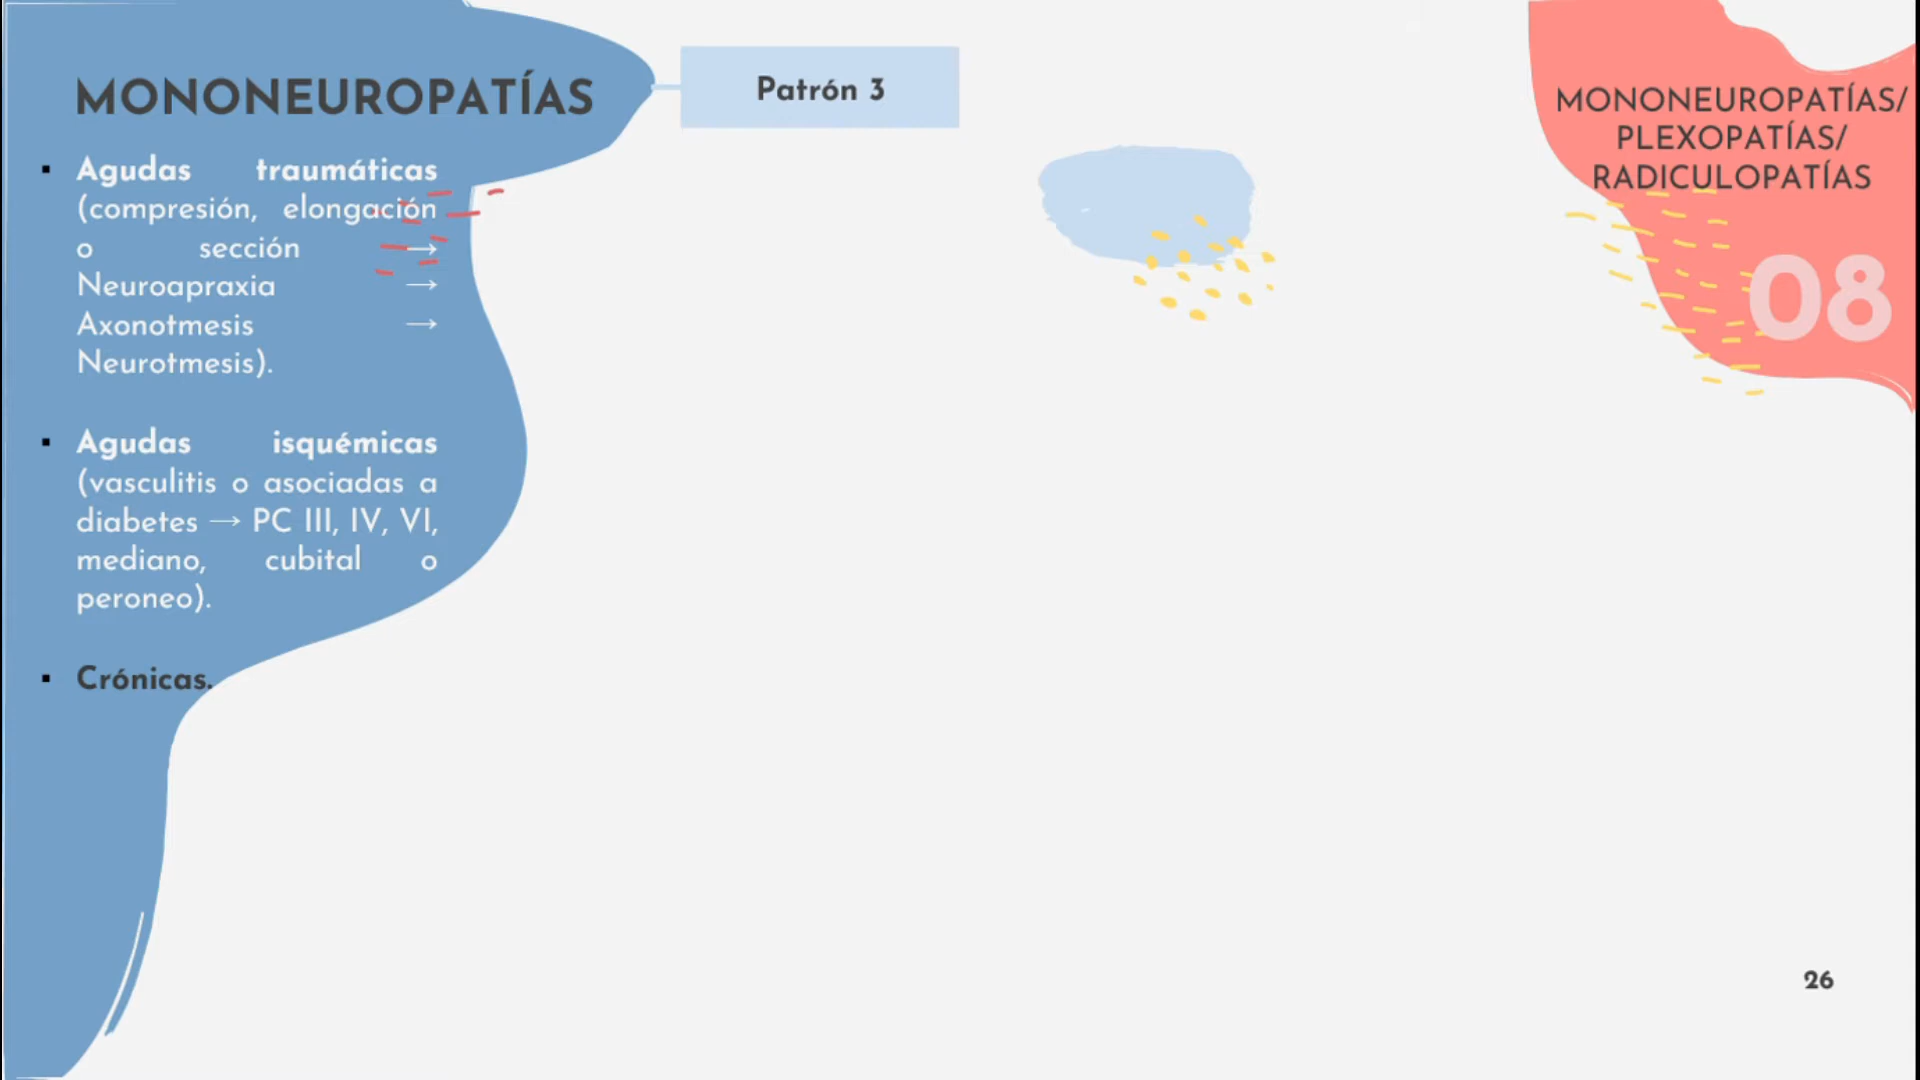 MONONEUROPATÍAS
Patrón 3
▪ Agudas traumáticas
(compresión, elongación
o sección →
Neuroapraxia →
Axonotmesis →
Neurotmesis).
▪ Agudas isquémicas
(vasculitis o asociadas a
diabetes → PC III, IV, VI,
mediano, cubital o
peroneo).
▪ Crónicas.
MONONEUROPATÍAS/
PLEXOPATÍAS/
RADICULOPATÍAS
08
26